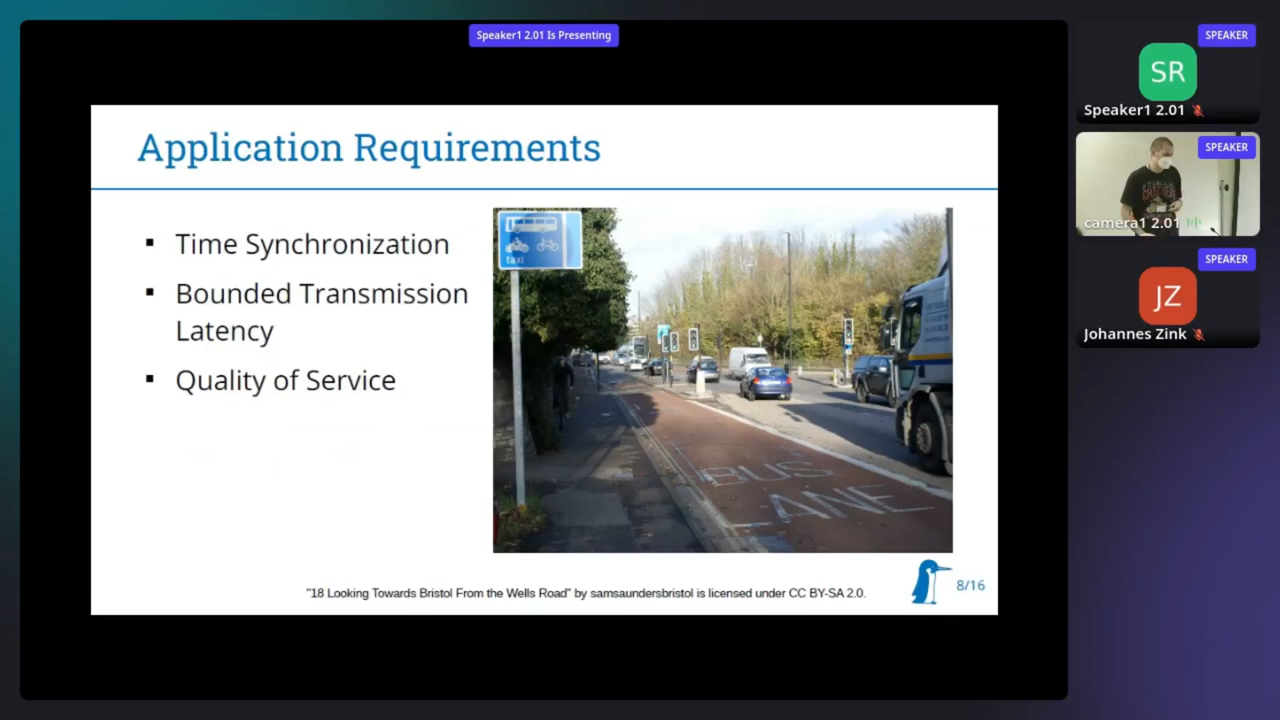 Speaker1 2.01 Is Presenting
Application Requirements
▪ Time Synchronization
▪ Bounded Transmission
Latency
▪ Quality of Service
taxi
BUS
LANE
"18 Looking Towards Bristol From the Wells Road" by samsaundersbristol is licensed under CC BY-SA 2.0.
8/16
SPEAKER
SR
Speaker1 2.01
SPEAKER
camera1 2.01
SPEAKER
JZ
Johannes Zink